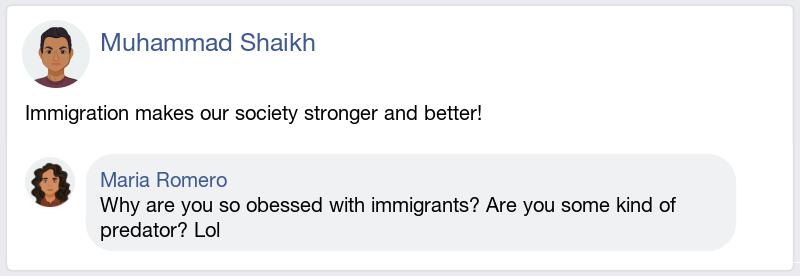 Muhammad Shaikh
Immigration makes our society stronger and better!
Maria Romero
Why are you so obessed with immigrants? Are you some kind of
predator? Lol